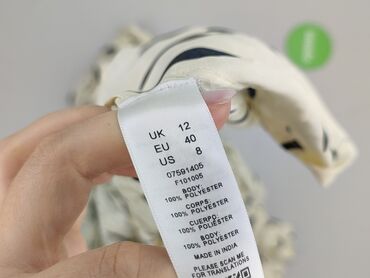 UK 12
EU 40
US 8
07591405
F101005
BODY:
100% POLYESTER
CORPS:
100% POLYESTER
CUERPO:
100% POLIÉSTER
BODY:
100% POLYESTER
MADE IN INDIA
PLEASE SCAN ME
FOR TRANSLATIONS